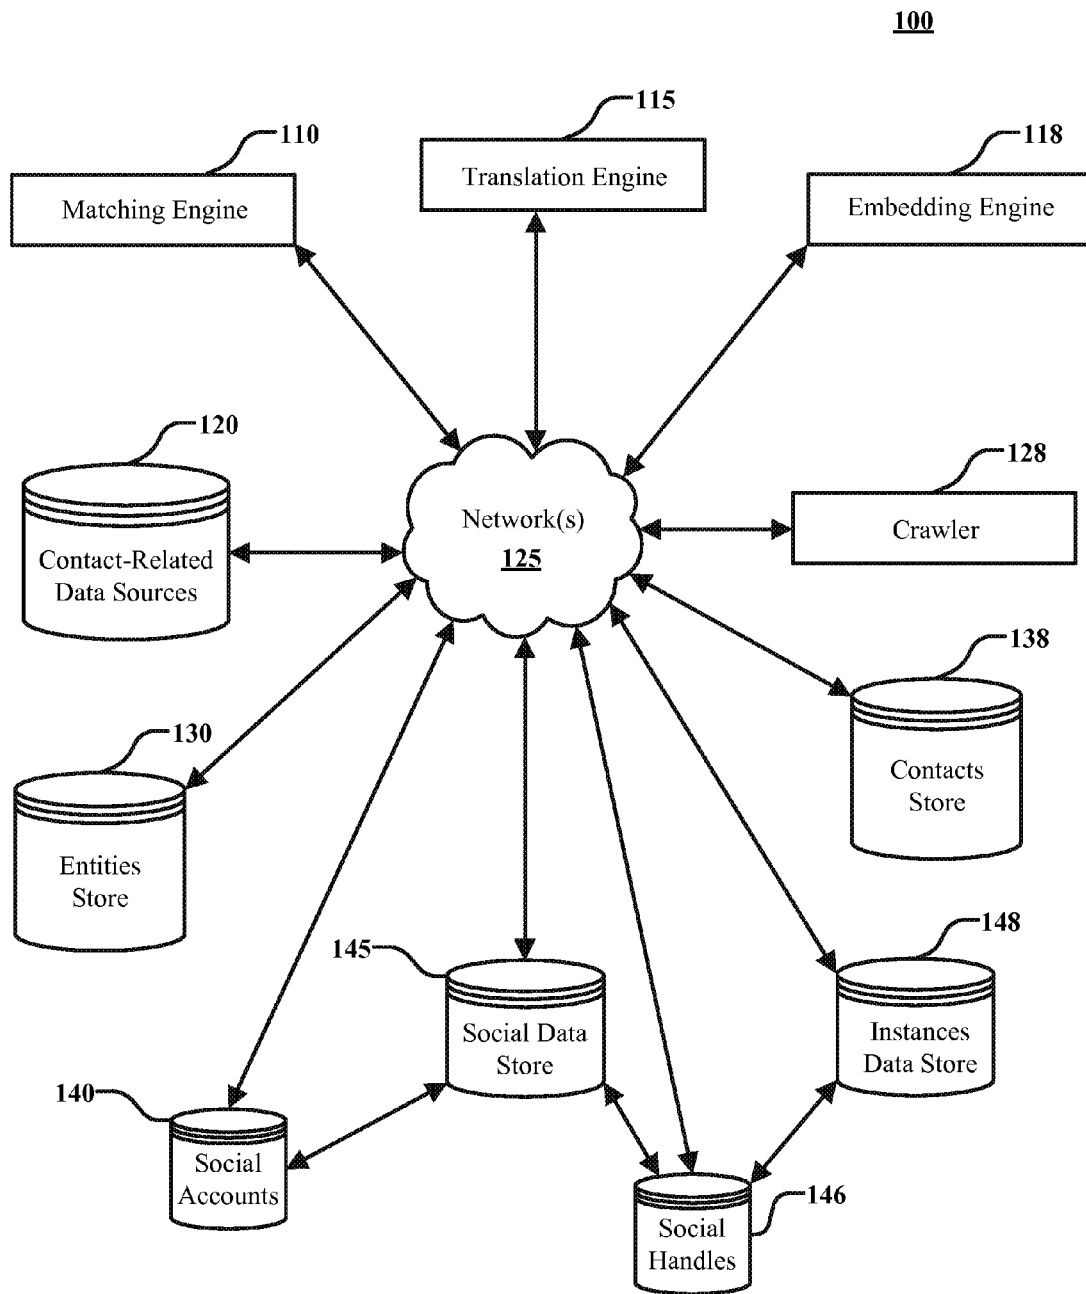 100
115
110
118
Translation Engine
Matching Engine
Embedding Engine
120
128
Network(s)
125
Crawler
Contact-Related
Data Sources
138
130
Contacts
Store
Entities
Store
145
148
Social Data
Store
Instances
Data Store
140
Social
Accounts
146
Social
Handles